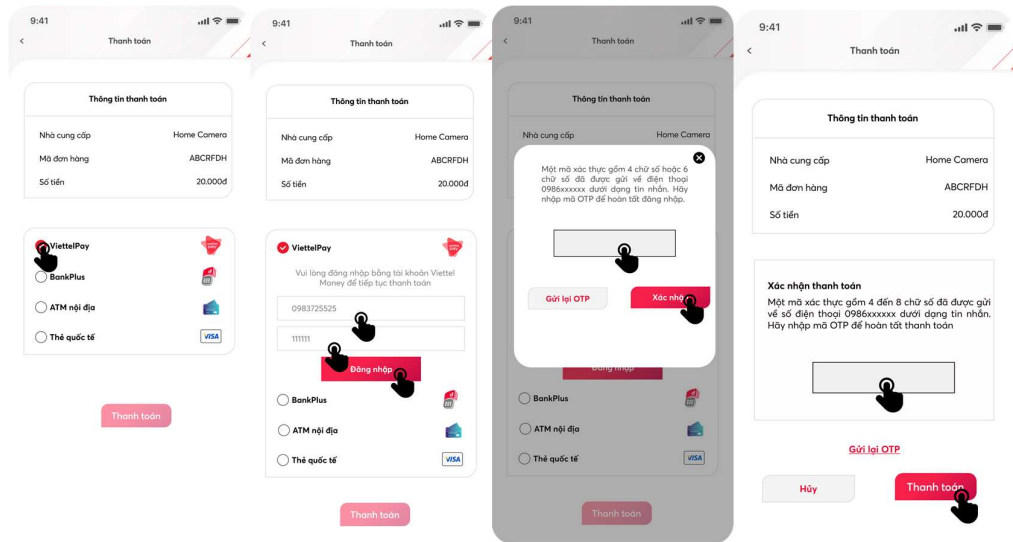 9:41
Thanh toán
Thông tin thanh toán
Nhà cung cấp Home Camera
Mã đơn hàng ABCRFDH
Số tiền 20.000đ
ViettelPay
BankPlus
ATM nội địa
Thẻ quốc tế VISA
Thanh toán
9:41
Thanh toán
Thông tin thanh toán
Nhà cung cấp Home Camera
Mã đơn hàng ABCRFDH
Số tiền 20.000đ
ViettelPay
Vui lòng đăng nhập bằng tài khoản Viettel
Money để tiếp tục thanh toán
0983725525
111111
Đăng nhập
BankPlus
ATM nội địa
Thẻ quốc tế VISA
Thanh toán
9:41
Thanh toán
Thông tin thanh toán
Nhà cung cấp Home Camera
Một mã xác thực gồm 4 chữ số hoặc 6
chữ số đã được gửi về điện thoại
0986xxxxxx dưới dạng tin nhắn. Hãy
nhập mã OTP để hoàn tất đăng nhập.
Gửi lại OTP Xác nhận
Đăng nhập
BankPlus
ATM nội địa
Thẻ quốc tế VISA
Thanh toán
9:41
Thanh toán
Thông tin thanh toán
Nhà cung cấp Home Camera
Mã đơn hàng ABCRFDH
Số tiền 20.000đ
Xác nhận thanh toán
Một mã xác thực gồm 4 đến 8 chữ số đã được gửi
về số điện thoại 0986xxxxxx dưới dạng tin nhắn.
Hãy nhập mã OTP để hoàn tất thanh toán
Gửi lại OTP
Hủy Thanh toán